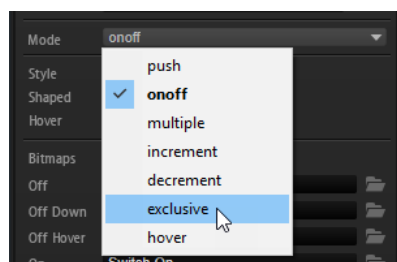 Mode onoff
push
Style
onoff
Shaped
Hover
multiple
increment
Bitmaps
decrement
Off
exclusive
Off Down
Off Hover
hover
Switch On